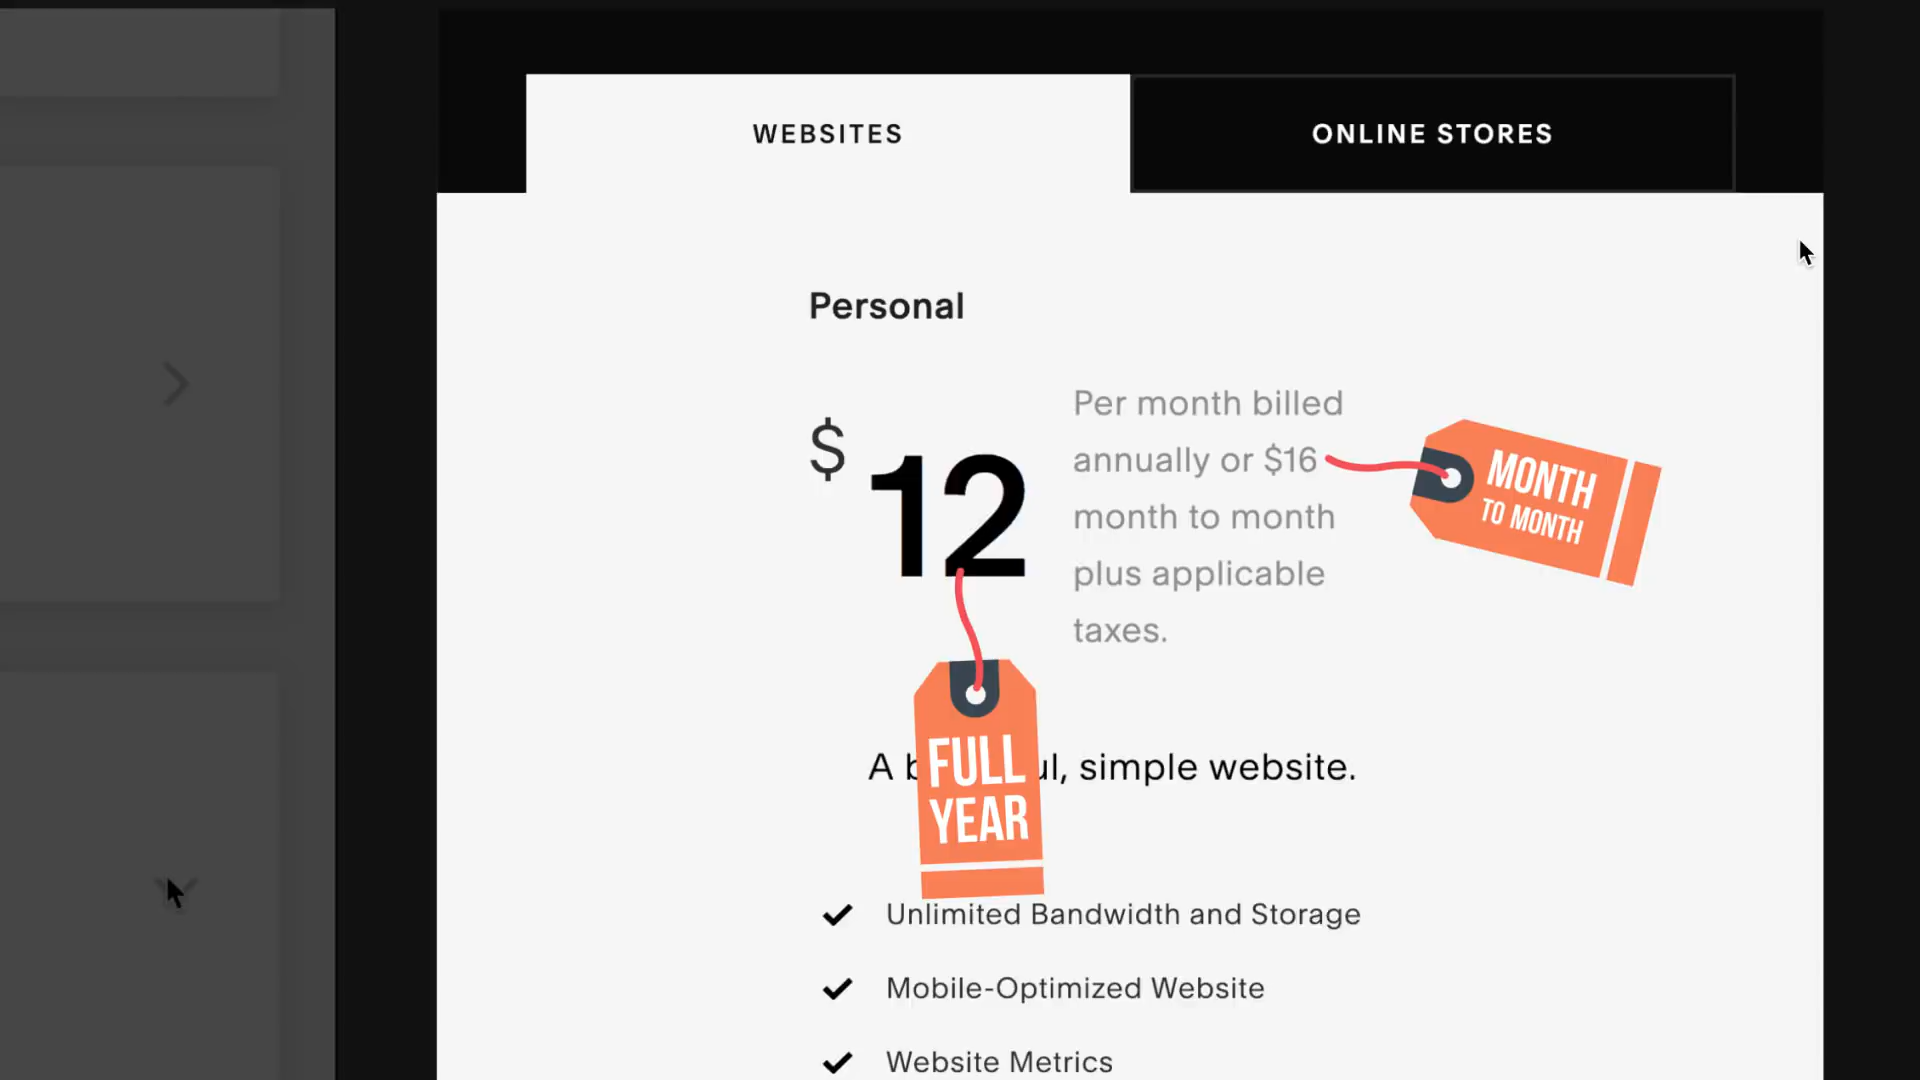 WEBSITES
ONLINE STORES
Personal
$
12
Per month billed
annually or $16
month to month
plus applicable
taxes.
MONTH
TO MONTH
FULL
YEAR
A simple website.
Unlimited Bandwidth and Storage
Mobile-Optimized Website
Website Metrics